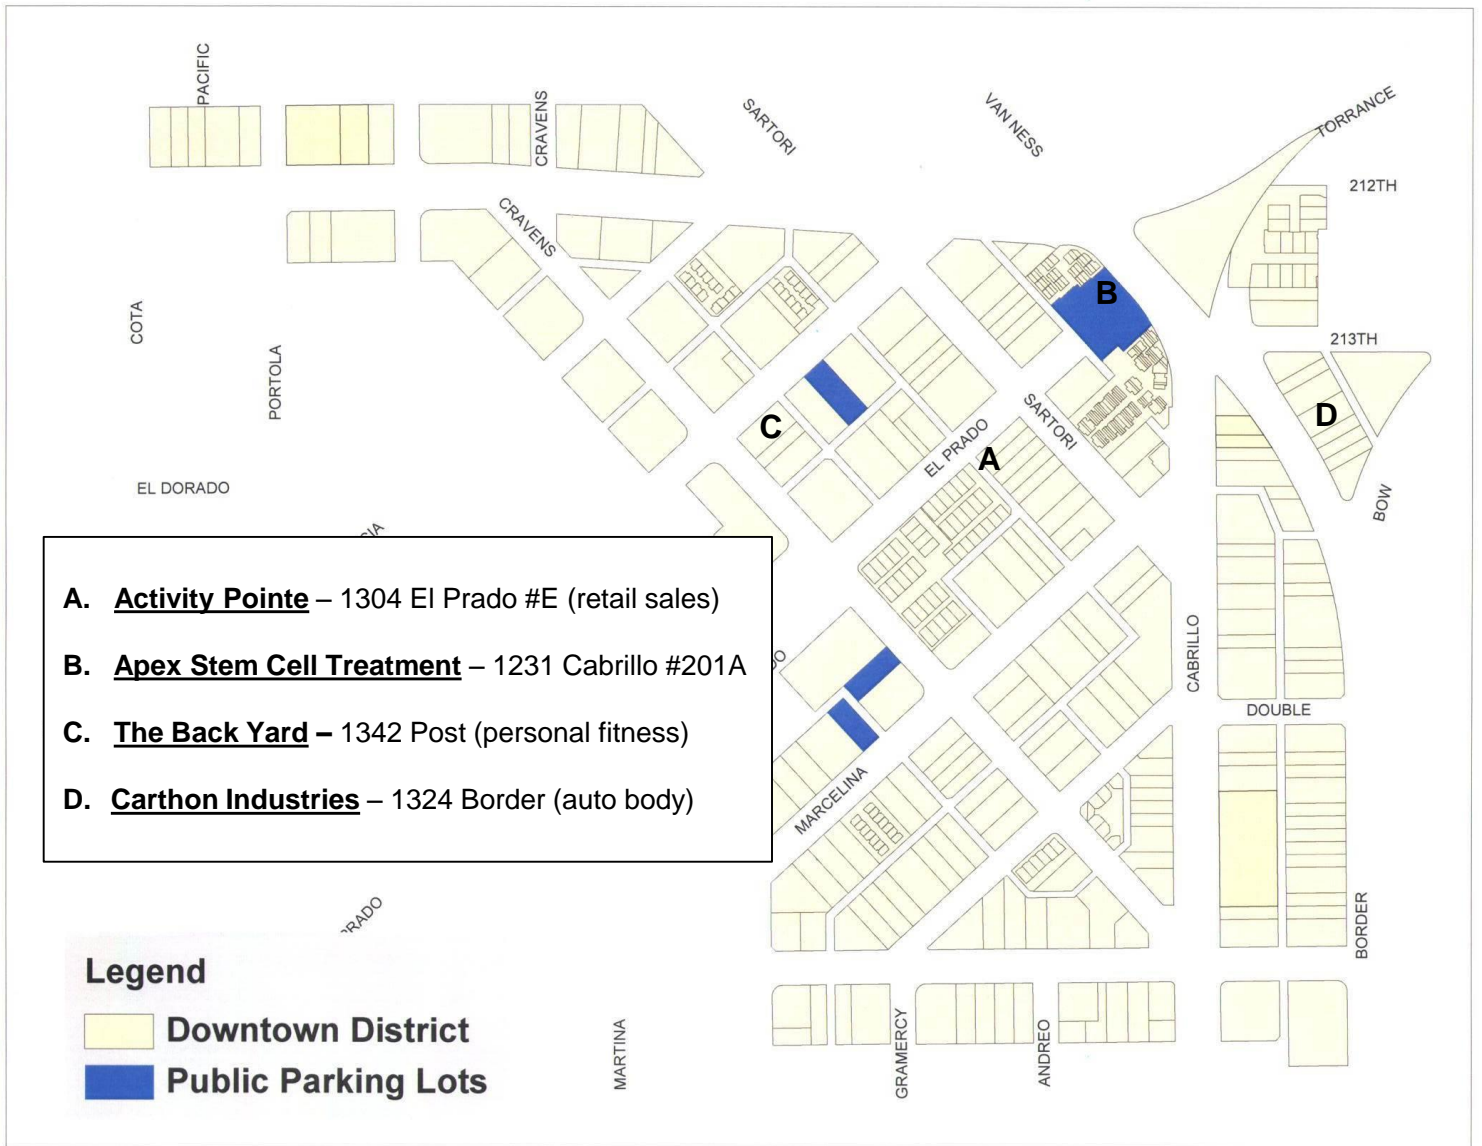 PACIFIC
CRAVENS
SARTORI
VAN NESS
TORRANCE
212TH
CRAVENS
B
COTA
213TH
PORTOLA
SARTORI
D
C
EL PRADO
A
EL DORADO
BOW
A. Activity Pointe – 1304 El Prado #E (retail sales)
B. Apex Stem Cell Treatment – 1231 Cabrillo #201A
C. The Back Yard – 1342 Post (personal fitness)
D. Carthon Industries – 1324 Border (auto body)
CABRILLO
DOUBLE
MARCELINA
BORDER
Legend
Downtown District
Public Parking Lots
MARTINA
GRAMERCY
ANDREO